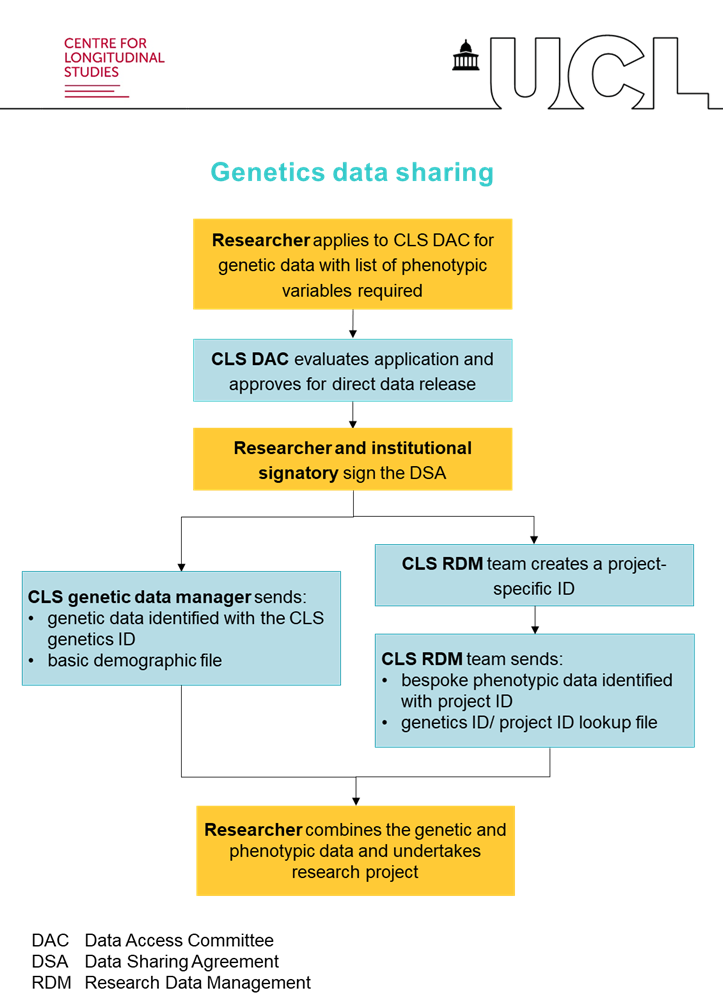 CENTRE FOR
LONGITUDINAL
STUDIES
UCL
Genetics data sharing
Researcher applies to CLS DAC for
genetic data with list of phenotypic
variables required
CLS DAC evaluates application and
approves for direct data release
Researcher and institutional
signatory sign the DSA
CLS genetic data manager sends:
• genetic data identified with the CLS
genetics ID
• basic demographic file
CLS RDM team creates a project-
specific ID
CLS RDM team sends:
• bespoke phenotypic data identified
with project ID
• genetics ID/ project ID lookup file
Researcher combines the genetic and
phenotypic data and undertakes
research project
DAC Data Access Committee
DSA Data Sharing Agreement
RDM Research Data Management